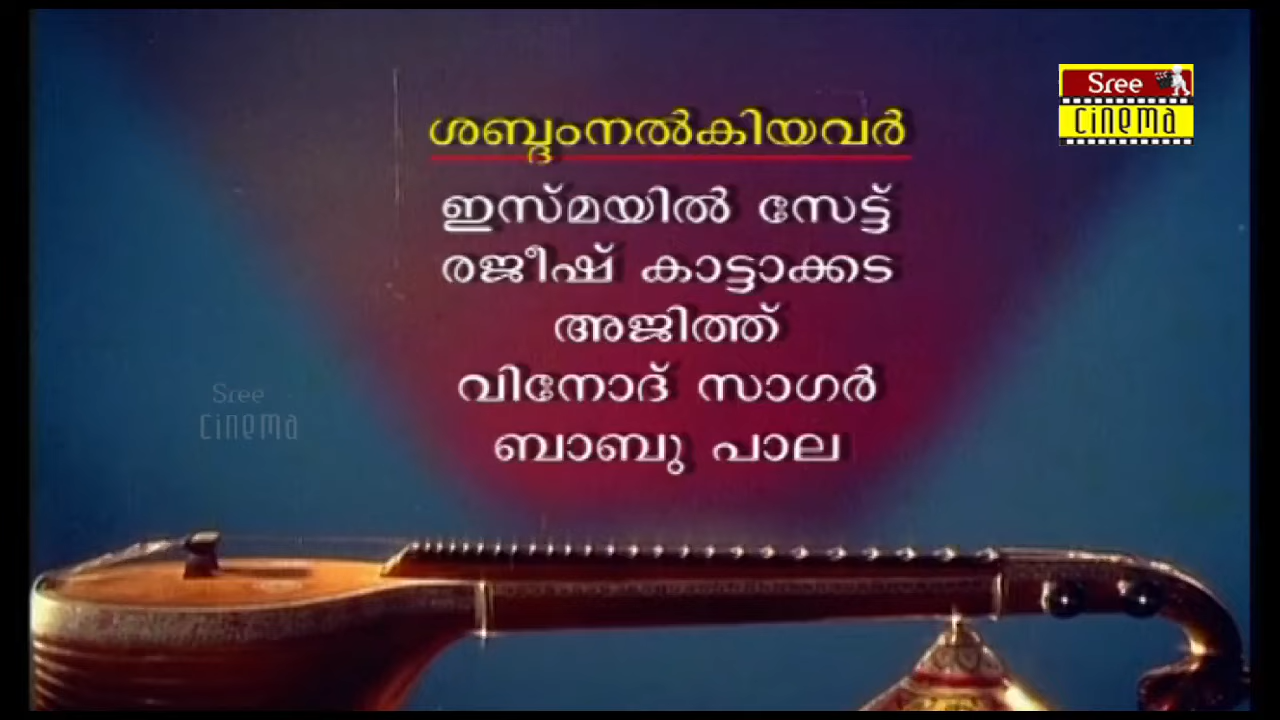 Sree
cinema
ശബ്ദംനൽകിയവർ
ഇസ്മയിൽ സേട്ട്
രജീഷ് കാട്ടാക്കട
അജിത്ത്
വിനോദ് സാഗർ
ബാബു പാല
Sree
cinema